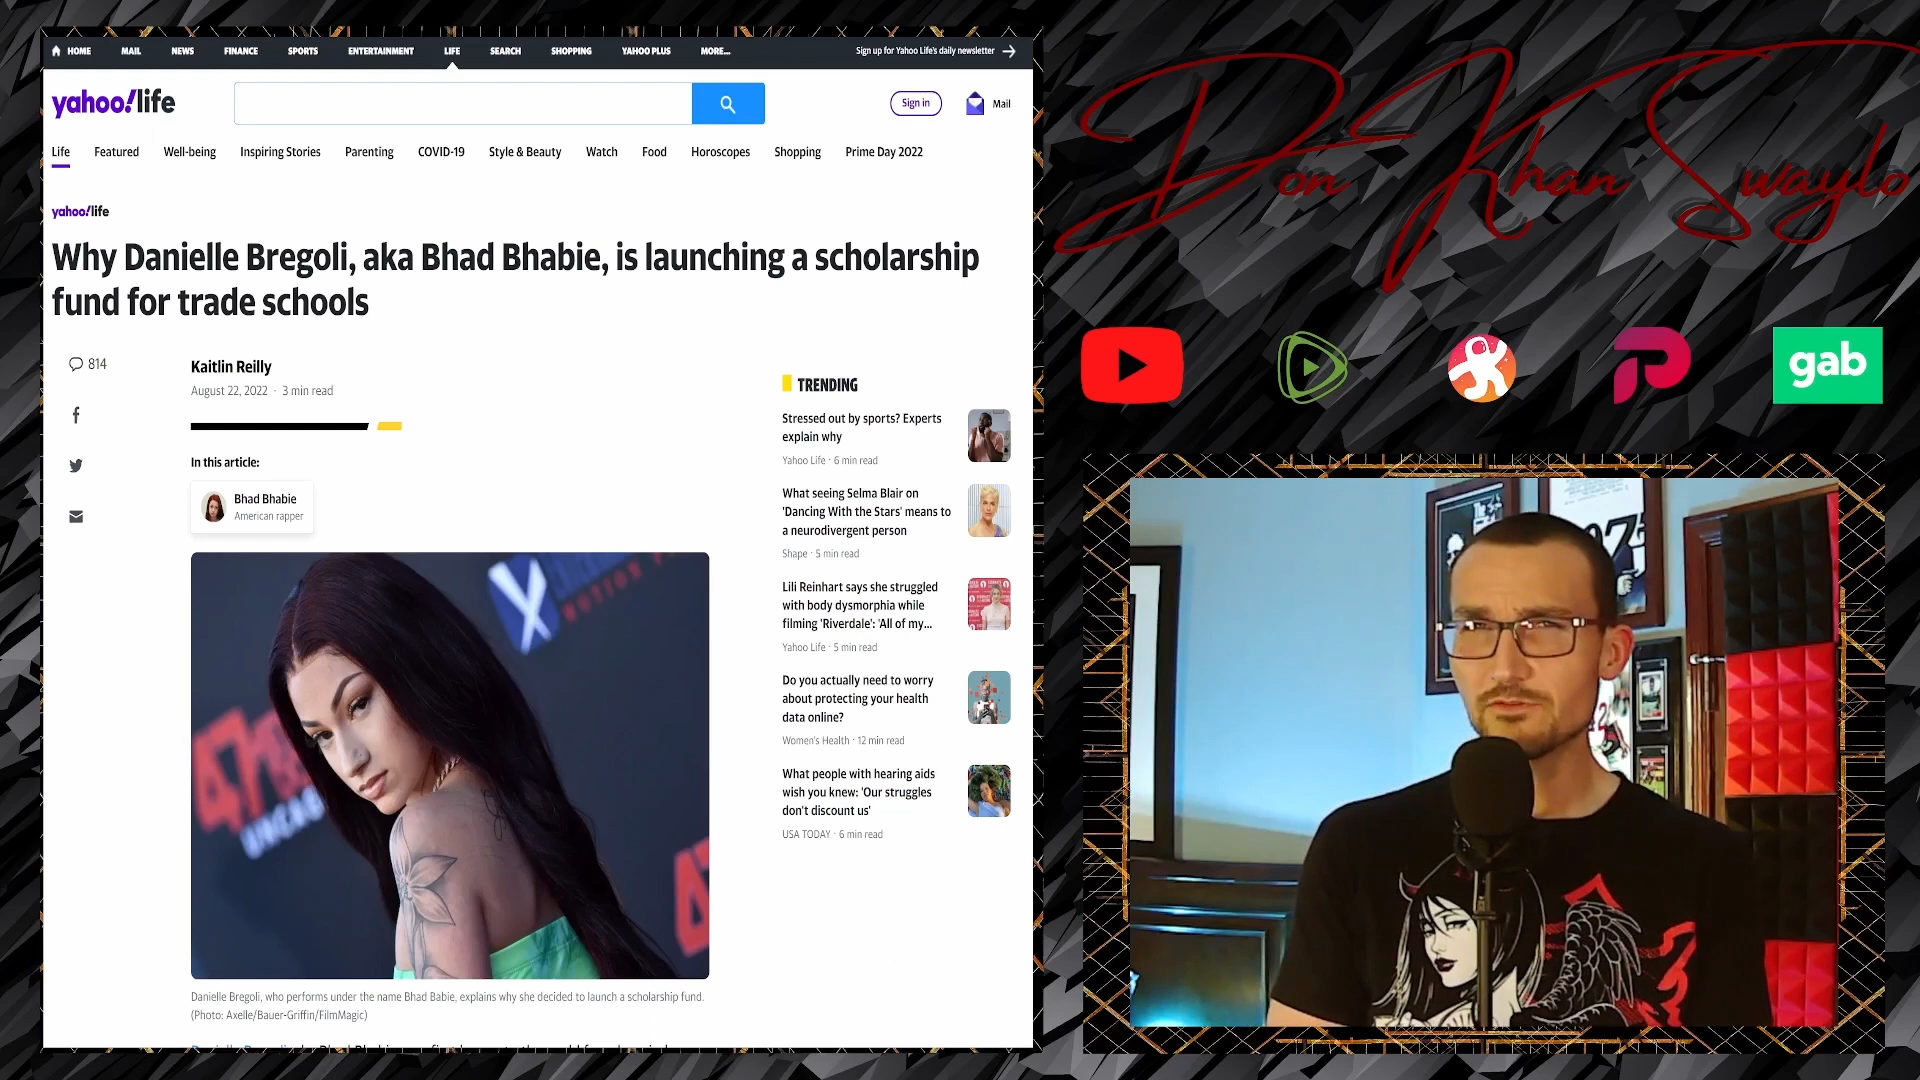 HOME MAIL NEWS FINANCE SPORTS ENTERTAINMENT LIFE SEARCH SHOPPING YAHOO PLUS MORE... Sign up for Yahoo Life's daily newsletter
yahoo!life
Sign in
Mail
Life Featured Well-being Inspiring Stories Parenting COVID-19 Style & Beauty Watch Food Horoscopes Shopping Prime Day 2022
yahoo!life
Why Danielle Bregoli, aka Bhad Bhabie, is launching a scholarship
fund for trade schools
814
Kaitlin Reilly
August 22, 2022 · 3 min read
In this article:
Bhad Bhabie
American rapper
Danielle Bregoli, who performs under the name Bhad Babie, explains why she decided to launch a scholarship fund.
(Photo: Axelle/Bauer-Griffin/FilmMagic)
TRENDING
Stressed out by sports? Experts
explain why
Yahoo Life · 6 min read
What seeing Selma Blair on
'Dancing With the Stars' means to
a neurodivergent person
Shape · 5 min read
Lili Reinhart says she struggled
with body dysmorphia while
filming 'Riverdale': 'All of my...
Yahoo Life · 5 min read
Do you actually need to worry
about protecting your health
data online?
Women's Health · 12 min read
What people with hearing aids
wish you knew: 'Our struggles
don't discount us'
USA TODAY · 6 min read
Don Khan Swaylo
gab